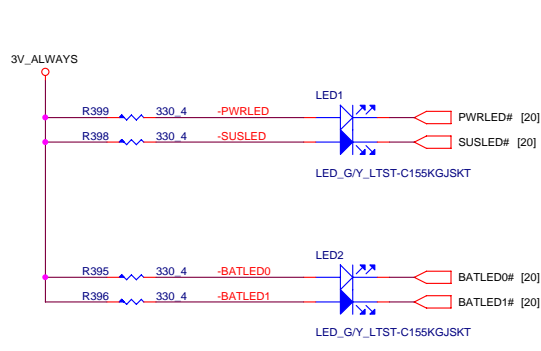 3V_ALWAYS
LED1
R399 330_4 -PWRLED PWRLED# [20]
R398 330_4 -SUSLED SUSLED# [20]
LED_G/Y_LTST-C155KGJSKT
LED2
R395 330_4 -BATLED0 BATLED0# [20]
R396 330_4 -BATLED1 BATLED1# [20]
LED_G/Y_LTST-C155KGJSKT